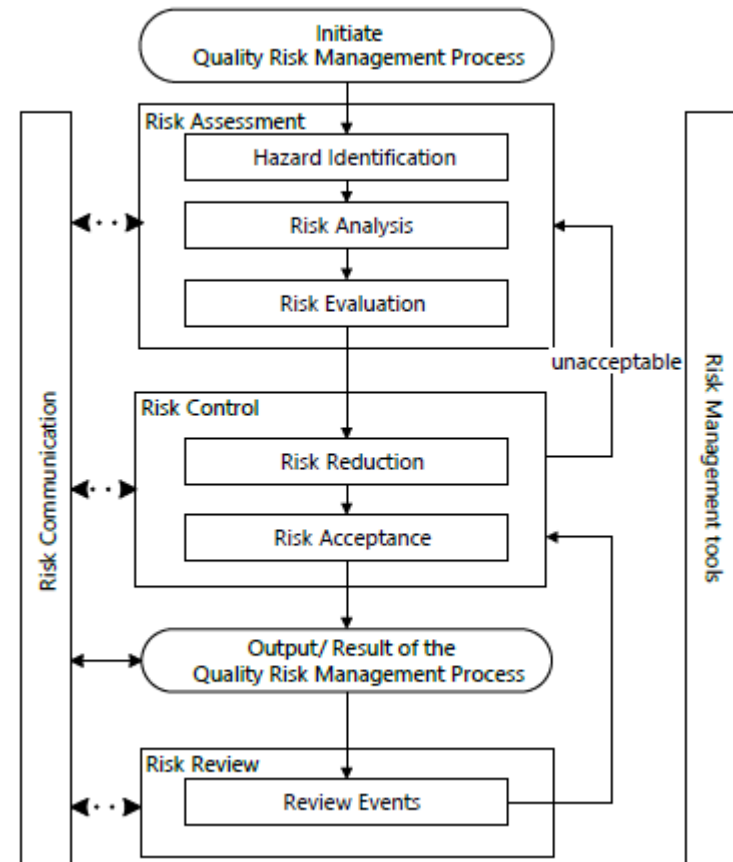 Initiate
Quality Risk Management Process
Risk Assessment
Hazard Identification
Risk Analysis
Risk Evaluation
unacceptable
Risk Control
Risk Reduction
Risk Acceptance
Output/ Result of the
Quality Risk Management Process
Risk Review
Review Events
Risk Communication
Risk Management tools